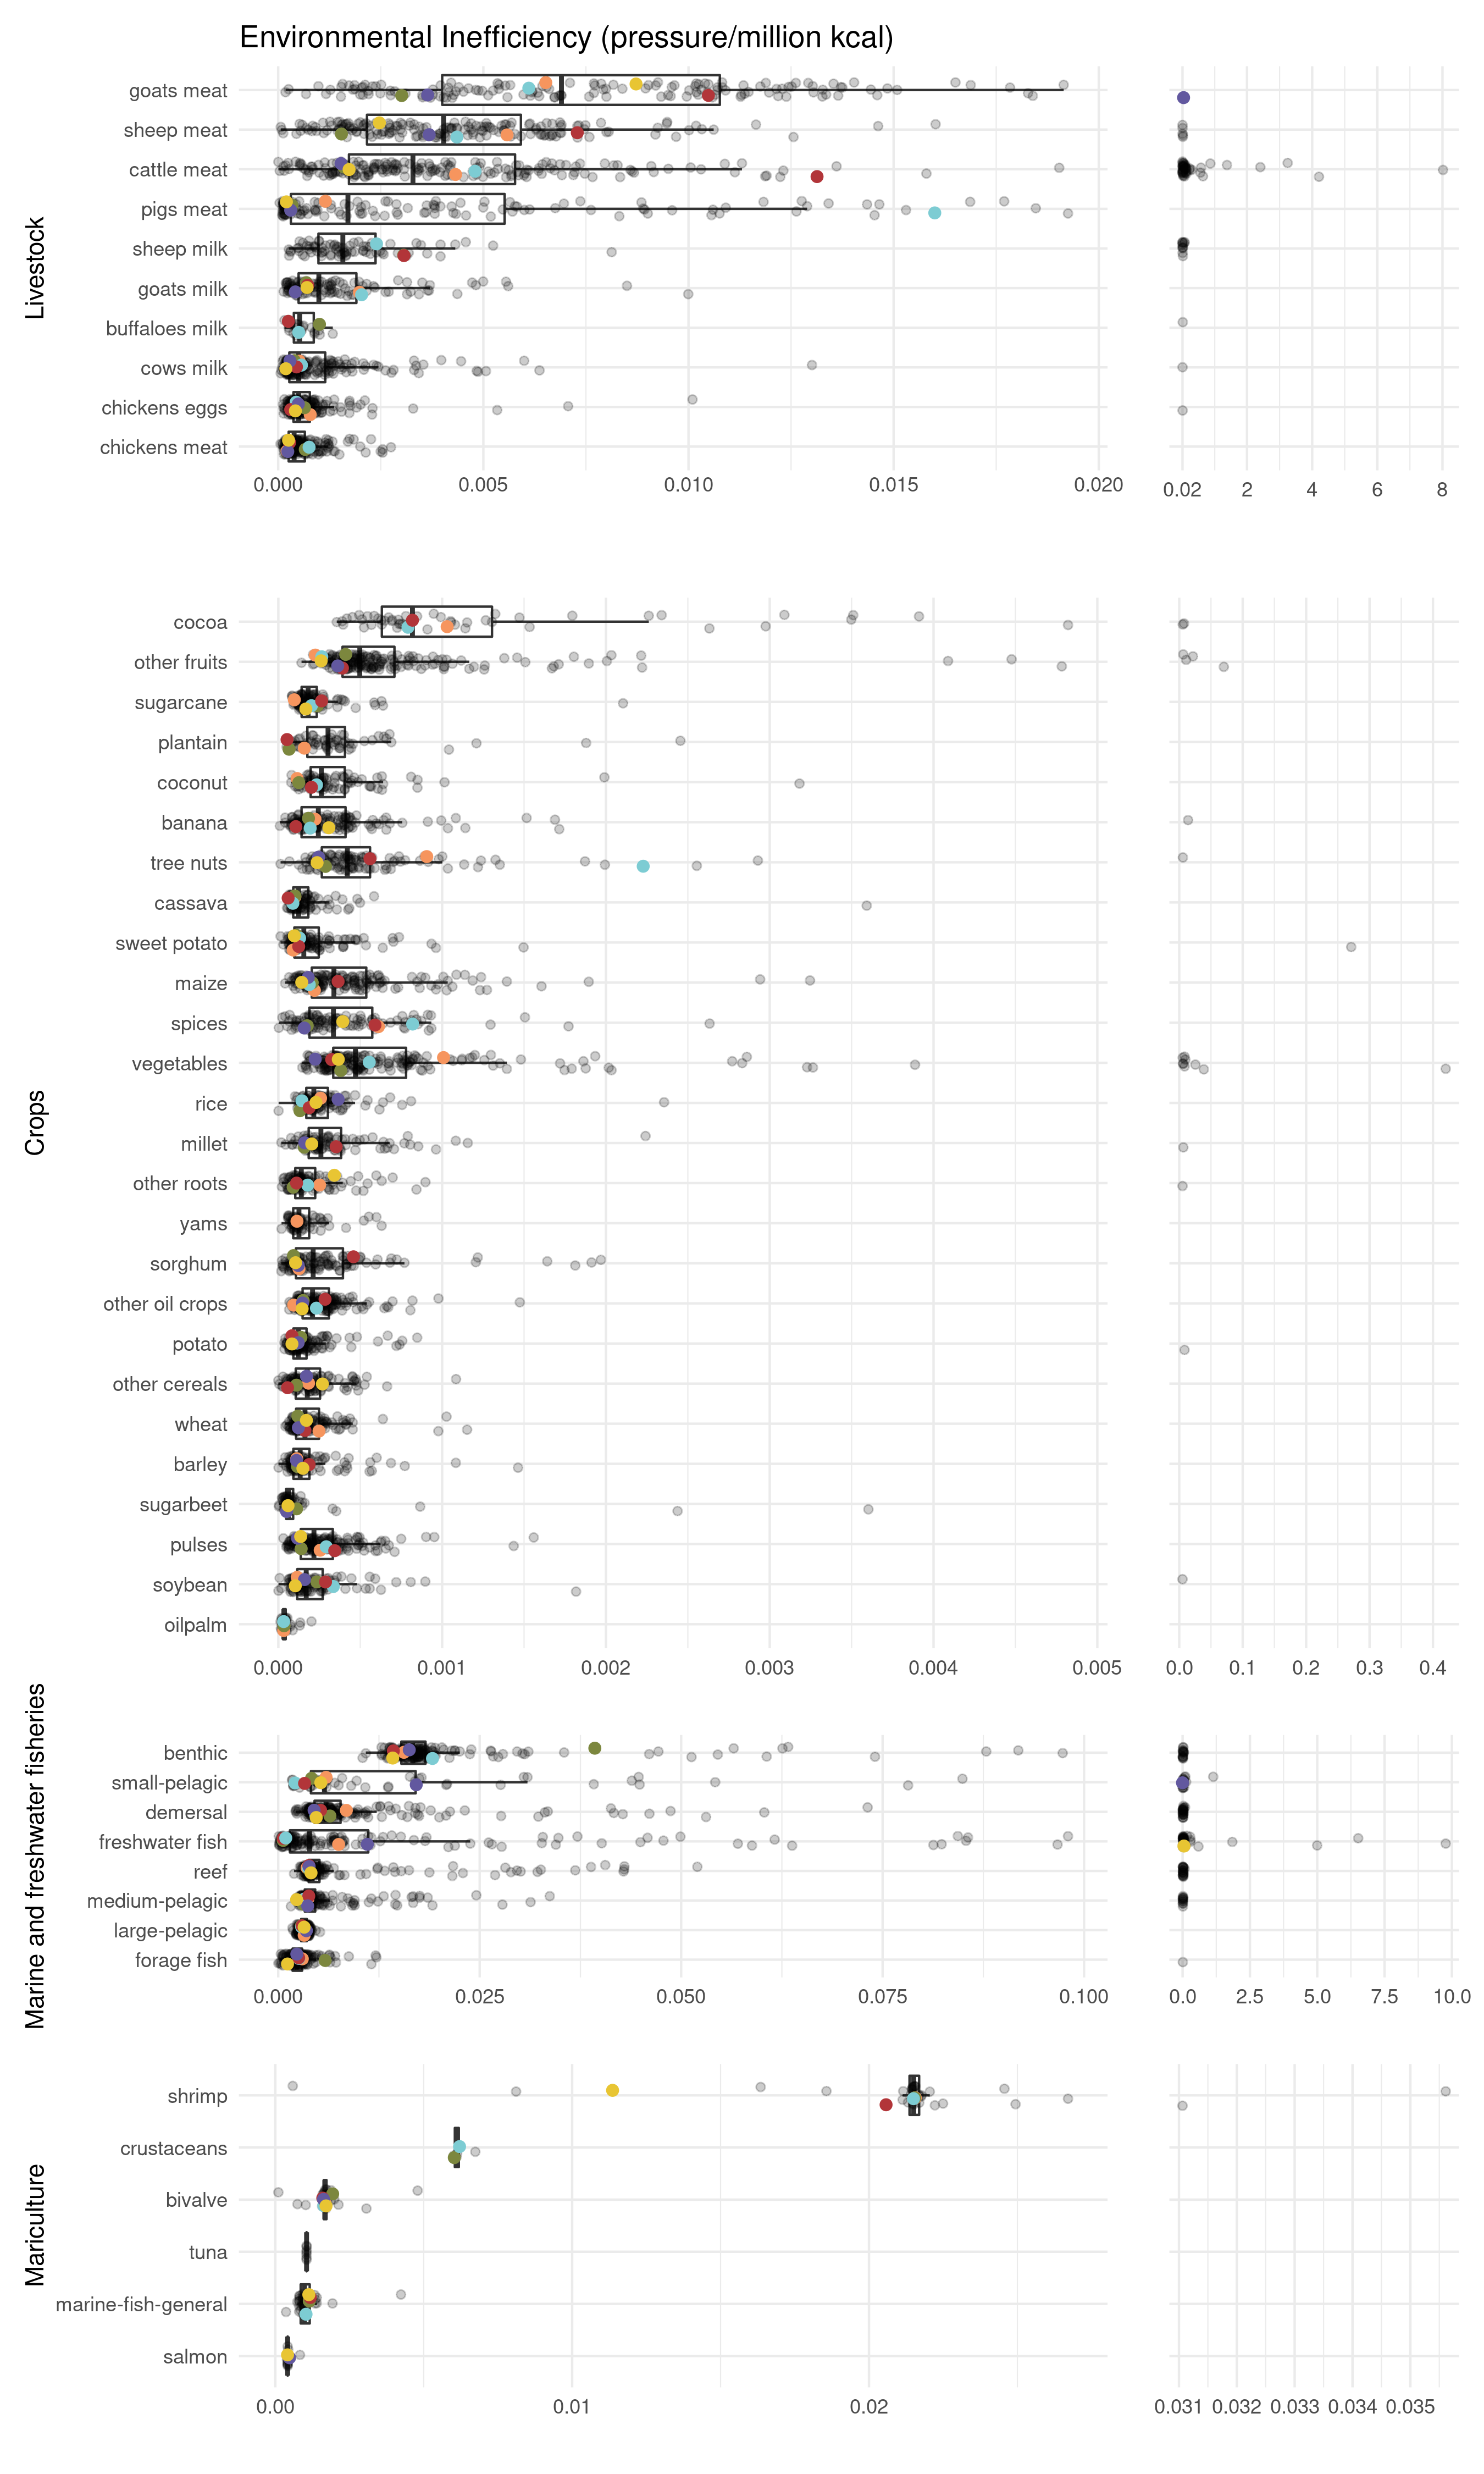 Environmental Inefficiency (pressure/million kcal)
Livestock
goats meat
sheep meat
cattle meat
pigs meat
sheep milk
goats milk
buffaloes milk
cows milk
chickens eggs
chickens meat
0.000 0.005 0.010 0.015 0.020
0.02 2 4 6 8
Crops
cocoa
other fruits
sugarcane
plantain
coconut
banana
tree nuts
cassava
sweet potato
maize
spices
vegetables
rice
millet
other roots
yams
sorghum
other oil crops
potato
other cereals
wheat
barley
sugarbeet
pulses
soybean
oilpalm
0.000 0.001 0.002 0.003 0.004 0.005
0.0 0.1 0.2 0.3 0.4
Marine and freshwater fisheries
benthic
small-pelagic
demersal
freshwater fish
reef
medium-pelagic
large-pelagic
forage fish
0.000 0.025 0.050 0.075 0.100
0.0 2.5 5.0 7.5 10.0
Mariculture
shrimp
crustaceans
bivalve
tuna
marine-fish-general
salmon
0.00 0.01 0.02
0.031 0.032 0.033 0.034 0.035